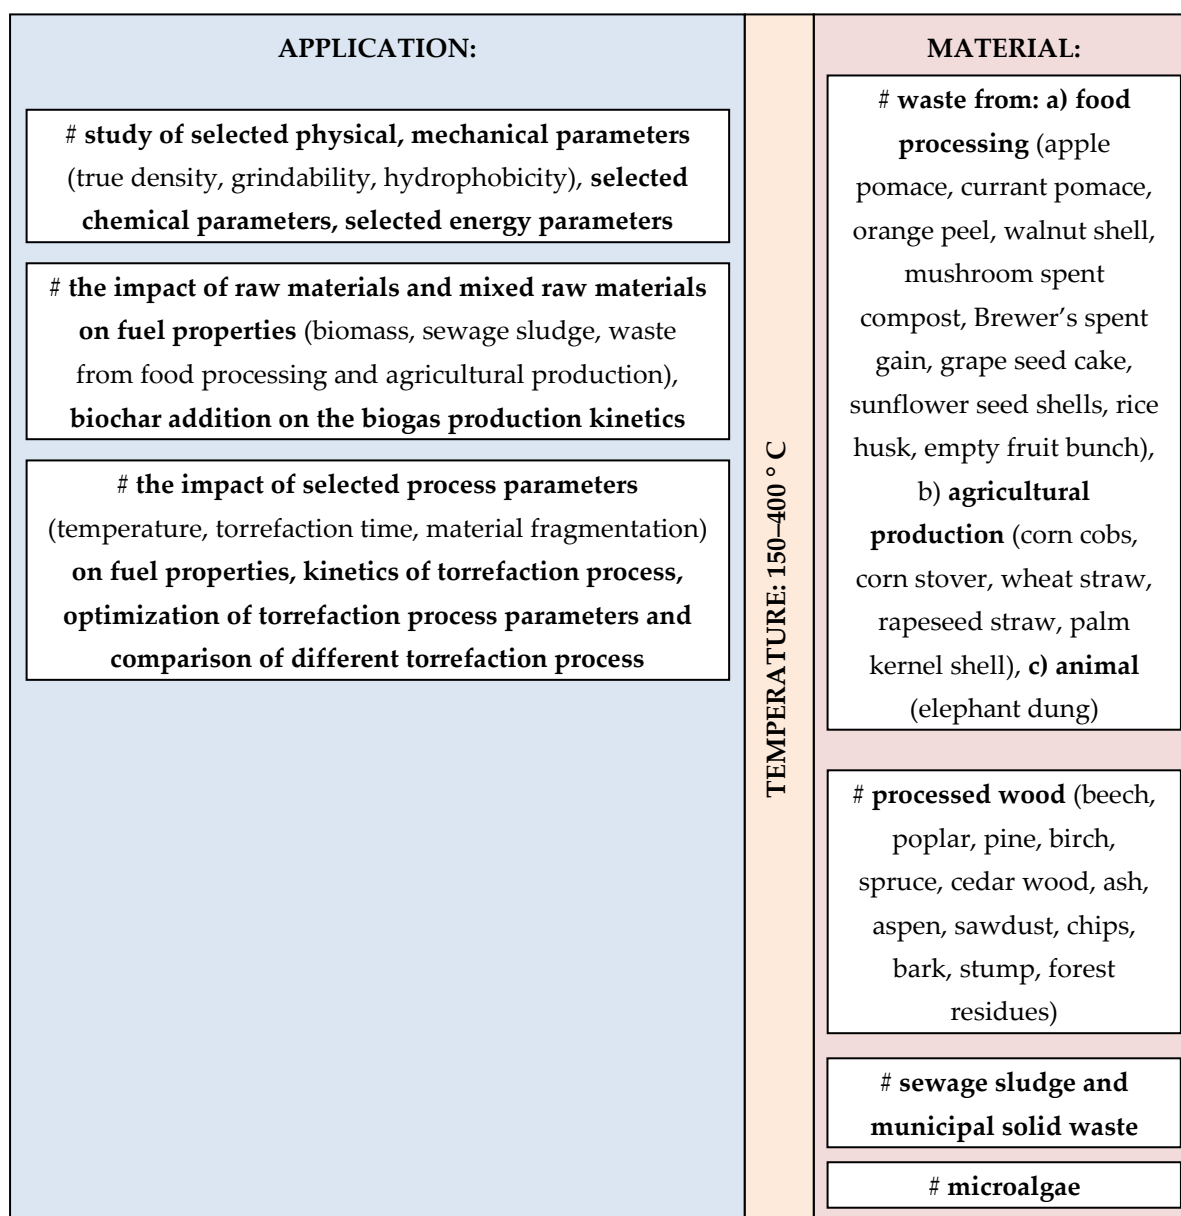 APPLICATION:
# study of selected physical, mechanical parameters
(true density, grindability, hydrophobicity), selected
chemical parameters, selected energy parameters
# the impact of raw materials and mixed raw materials
on fuel properties (biomass, sewage sludge, waste
from food processing and agricultural production),
biochar addition on the biogas production kinetics
# the impact of selected process parameters
(temperature, torrefaction time, material fragmentation)
on fuel properties, kinetics of torrefaction process,
optimization of torrefaction process parameters and
comparison of different torrefaction process
TEMPERATURE: 150–400 ° C
MATERIAL:
# waste from: a) food
processing (apple
pomace, currant pomace,
orange peel, walnut shell,
mushroom spent
compost, Brewer’s spent
gain, grape seed cake,
sunflower seed shells, rice
husk, empty fruit bunch),
b) agricultural
production (corn cobs,
corn stover, wheat straw,
rapeseed straw, palm
kernel shell), c) animal
(elephant dung)
# processed wood (beech,
poplar, pine, birch,
spruce, cedar wood, ash,
aspen, sawdust, chips,
bark, stump, forest
residues)
# sewage sludge and
municipal solid waste
# microalgae